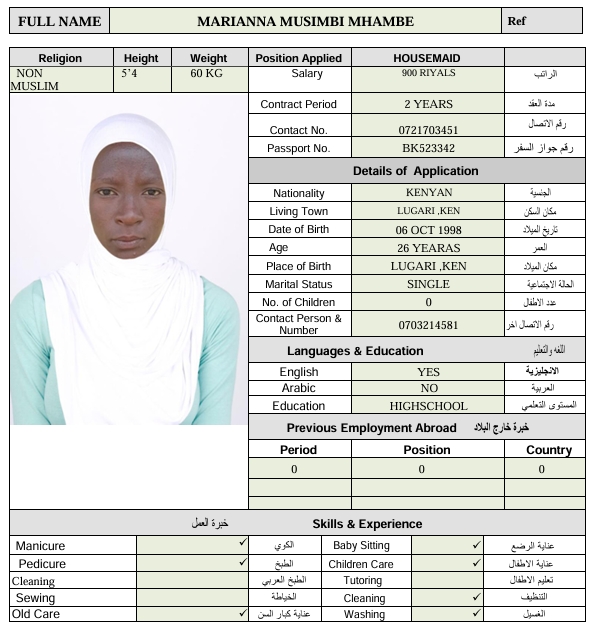 FULL NAME MARIANNA MUSIMBI MHAMBE Ref
Religion Height Weight Position Applied HOUSEMAID
NON MUSLIM 5’4 60 KG Salary 900 RIYALS الراتب
Contract Period 2 YEARS مدة العقد
Contact No. 0721703451 رقم الاتصال
Passport No. BK523342 رقم جواز السفر
Details of Application
Nationality KENYAN الجنسية
Living Town LUGARI ,KEN مكان السكن
Date of Birth 06 OCT 1998 تاريخ الميلاد
Age 26 YEARAS العمر
Place of Birth LUGARI ,KEN مكان الميلاد
Marital Status SINGLE الحالة الاجتماعية
No. of Children 0 عدد الاطفال
Contact Person & Number 0703214581 رقم الاتصال اخر
Languages & Education اللغه والتعليم
English YES الانجليزية
Arabic NO العربية
Education HIGHSCHOOL المستوى التعلمي
Previous Employment Abroad خبرة خارج البلاد
Period Position Country
0 0 0
خبرة العمل Skills & Experience
Manicure ✓ الكوي Baby Sitting ✓ عناية الرضع
Pedicure ✓ الطبخ Children Care ✓ عناية الاطفال
Cleaning الطبخ العربي Tutoring تعليم الاطفال
Sewing الخياطة Cleaning ✓ التنظيف
Old Care ✓ عناية كبار السن Washing ✓ الغسيل